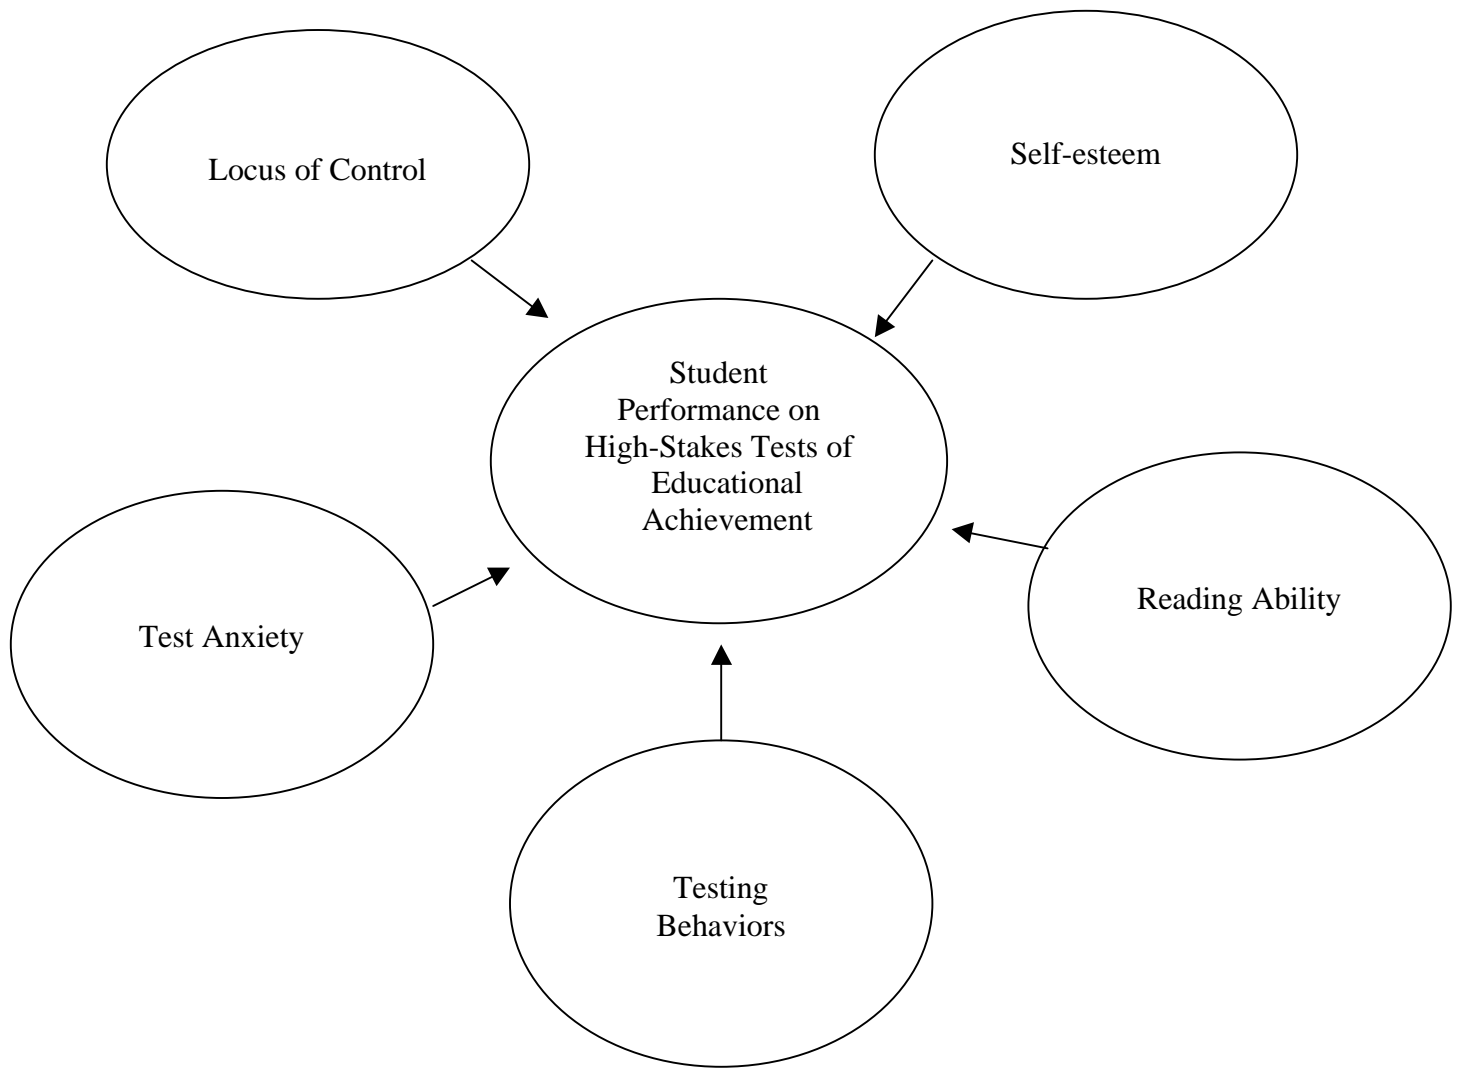 Locus of Control
Self-esteem
Student
Performance on
High-Stakes Tests of
Educational
Achievement
Reading Ability
Test Anxiety
Testing
Behaviors